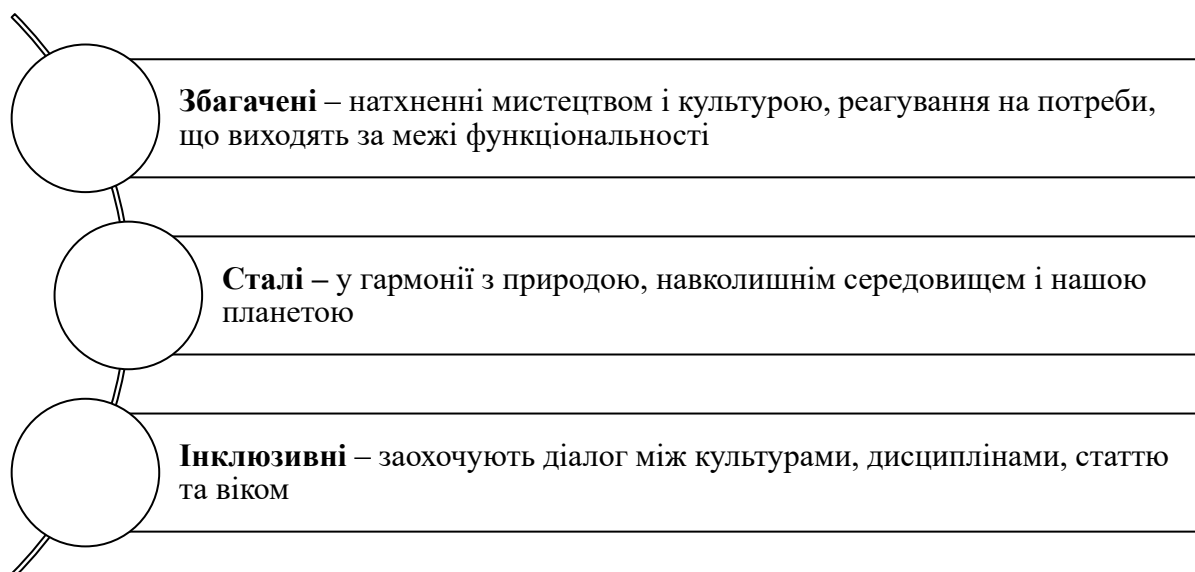 Збагачені – натхненні мистецтвом і культурою, реагування на потреби,
що виходять за межі функціональності
Сталі – у гармонії з природою, навколишнім середовищем і нашою
планетою
Інклюзивні – заохочують діалог між культурами, дисциплінами, статтю
та віком